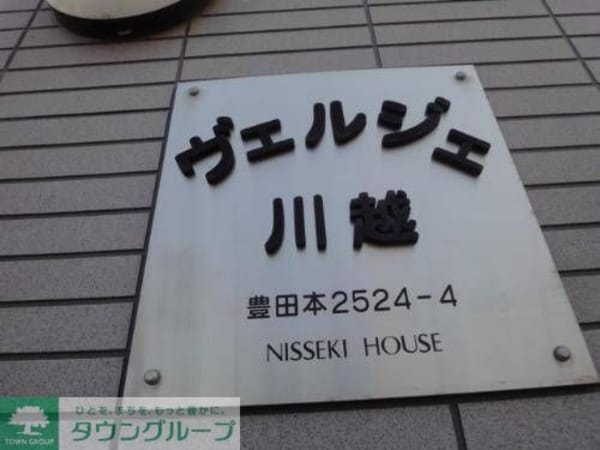 ヴェルジェ
川越
豊田本2524-4
NISSEKI HOUSE
ひとを、まちを、もっと豊かに。
タウングループ
TOWN GROUP